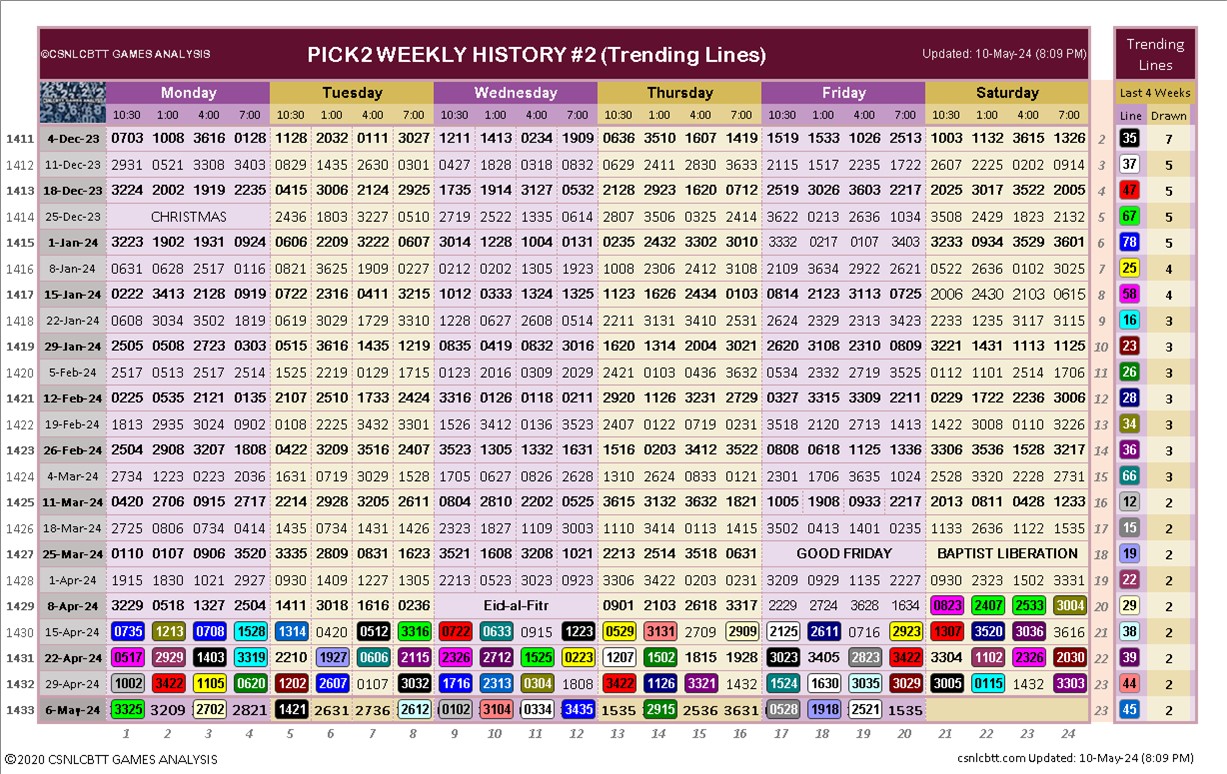 ©CSNLCBTT GAMES ANALYSIS PICK2 WEEKLY HISTORY #2 (Trending Lines) Updated: 10-May-24 (8:09 PM) Trending Lines
Monday Tuesday Wednesday Thursday Friday Saturday Last 4 Weeks
10:30 1:00 4:00 7:00 10:30 1:00 4:00 7:00 10:30 1:00 4:00 7:00 10:30 1:00 4:00 7:00 10:30 1:00 4:00 7:00 10:30 1:00 4:00 7:00 Line Drawn
1411 4-Dec-23 0703 1008 3616 0128 1128 2032 0111 3027 1211 1413 0234 1909 0636 3510 1607 1419 1519 1533 1026 2513 1003 1132 3615 1326 2 35 7
1412 11-Dec-23 2931 0521 3308 3403 0829 1435 2630 0301 0427 1828 0318 0832 0629 2411 2830 3633 2115 1517 2235 1722 2607 2225 0202 0914 3 37 5
1413 18-Dec-23 3224 2002 1919 2235 0415 3006 2124 2925 1735 1914 3127 0532 2128 2923 1620 0712 2519 3026 3603 2217 2025 3017 3522 2005 4 47 5
1414 25-Dec-23 CHRISTMAS 2436 1803 3227 0510 2719 2522 1335 0614 2807 3506 0325 2414 3622 0213 2636 1034 3508 2429 1823 2132 5 67 5
1415 1-Jan-24 3223 1902 1931 0924 0606 2209 3222 0607 3014 1228 1004 0131 0235 2432 3302 3010 3332 0217 0107 3403 3233 0934 3529 3601 6 78 5
1416 8-Jan-24 0631 0628 2517 0116 0821 3625 1909 0227 0212 0202 1305 1923 1008 2306 2412 3108 2109 3634 2922 2621 0522 2636 0102 3025 7 25 4
1417 15-Jan-24 0222 3413 2128 0919 0722 2316 0411 3215 1012 0333 1324 1325 1123 1626 2434 0103 0814 2123 3113 0725 2006 2430 2103 0615 8 58 4
1418 22-Jan-24 0608 3034 3502 1819 0619 3029 1729 3310 1228 0627 2608 0514 2211 3131 3410 2531 2624 2329 2313 3423 2233 1235 3117 3115 9 16 3
1419 29-Jan-24 2505 0508 2723 0303 0515 3616 1435 1219 0835 0419 0832 3016 1620 1314 2004 3021 2620 3108 2310 0809 3221 1431 1113 1125 10 23 3
1420 5-Feb-24 2517 0513 2517 2514 1525 2219 0129 1715 0123 2016 0309 2029 2421 0103 0436 3632 0534 2332 2719 3525 0112 1101 2514 1706 11 26 3
1421 12-Feb-24 0225 0535 2121 0135 2107 2510 1733 2424 3316 0126 0118 0211 2920 1126 3231 2729 0327 3315 3309 2211 0229 1722 2236 3006 12 28 3
1422 19-Feb-24 1813 2935 3024 0902 0108 2225 3432 3301 1526 3412 0136 3523 2407 0122 0719 0231 3518 2120 2713 1413 1422 3008 0110 3226 13 34 3
1423 26-Feb-24 2504 2908 3207 1808 0422 3209 3516 2407 3523 1305 1332 1631 1516 0203 3412 3522 0808 0618 1125 1336 3306 3536 1528 3217 14 36 3
1424 4-Mar-24 2734 1223 0223 2036 1631 0719 3029 1521 1705 0627 0826 2628 1310 2624 0833 0121 2301 1706 3635 1024 2528 3320 2228 2731 15 66 3
1425 11-Mar-24 0420 2706 0915 2717 2214 2928 3205 2611 0804 2810 2202 0525 3615 3132 3632 1821 1005 1908 0933 2217 2013 0811 0428 1233 16 12 2
1426 18-Mar-24 2725 0806 0734 0414 1435 0734 1431 1426 2323 1827 1109 3003 1110 3414 0113 1415 3502 0413 1401 0235 1133 2636 1122 1535 17 15 2
1427 25-Mar-24 0110 0107 0906 3520 3335 2809 0831 1623 3521 1608 3208 1021 2213 2514 3518 0631 GOOD FRIDAY BAPTIST LIBERATION 18 19 2
1428 1-Apr-24 1915 1830 1021 2927 0930 1409 1227 1305 2213 0523 3023 0923 3306 3422 0203 0231 3209 0929 1135 2227 0930 2323 1502 3331 19 22 2
1429 8-Apr-24 3229 0518 1327 2504 1411 3018 1616 0236 Eid-al-Fitr 0901 2103 2618 3317 2229 2724 3628 1634 0823 2407 2533 3004 20 29 2
1430 15-Apr-24 0735 1213 0708 1528 1314 0420 0512 3316 0722 0633 0915 1223 0529 3131 2709 2909 2125 2611 0716 2923 1307 3520 3036 3616 21 38 2
1431 22-Apr-24 0517 2929 1403 3319 2210 1927 0606 2115 2326 2712 1525 0223 1207 1502 1815 1928 3023 3405 2823 3422 3304 1102 2326 2030 22 39 2
1432 29-Apr-24 1002 3422 1105 0620 1202 2607 0107 3032 1716 2313 0304 1808 3422 1126 3321 1432 1524 1630 3035 3029 3005 0115 1432 3303 23 44 2
1433 6-May-24 3325 3209 2702 2821 1421 2631 2736 2612 0102 3104 0334 3435 1535 2915 2536 3631 0528 1918 2521 1535 23 45 2
1 2 3 4 5 6 7 8 9 10 11 12 13 14 15 16 17 18 19 20 21 22 23 24
©2020 CSNLCBTT GAMES ANALYSIS csnlcbtt.com Updated: 10-May-24 (8:09 PM)